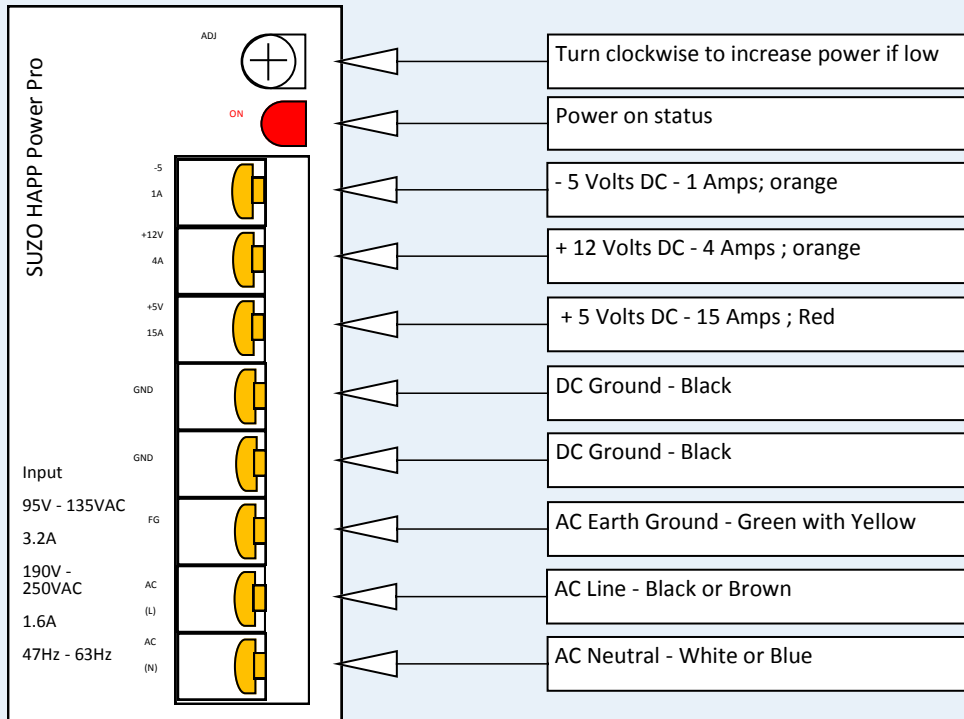 SUZO HAPP Power Pro
ADJ
Turn clockwise to increase power if low
ON
Power on status
-5
1A
- 5 Volts DC - 1 Amps; orange
+12V
4A
+ 12 Volts DC - 4 Amps ; orange
+5V
15A
+ 5 Volts DC - 15 Amps ; Red
GND
DC Ground - Black
GND
DC Ground - Black
Input
95V - 135VAC
3.2A
190V -
250VAC
1.6A
47Hz - 63Hz
FG
AC Earth Ground - Green with Yellow
AC
(L)
AC Line - Black or Brown
AC
(N)
AC Neutral - White or Blue